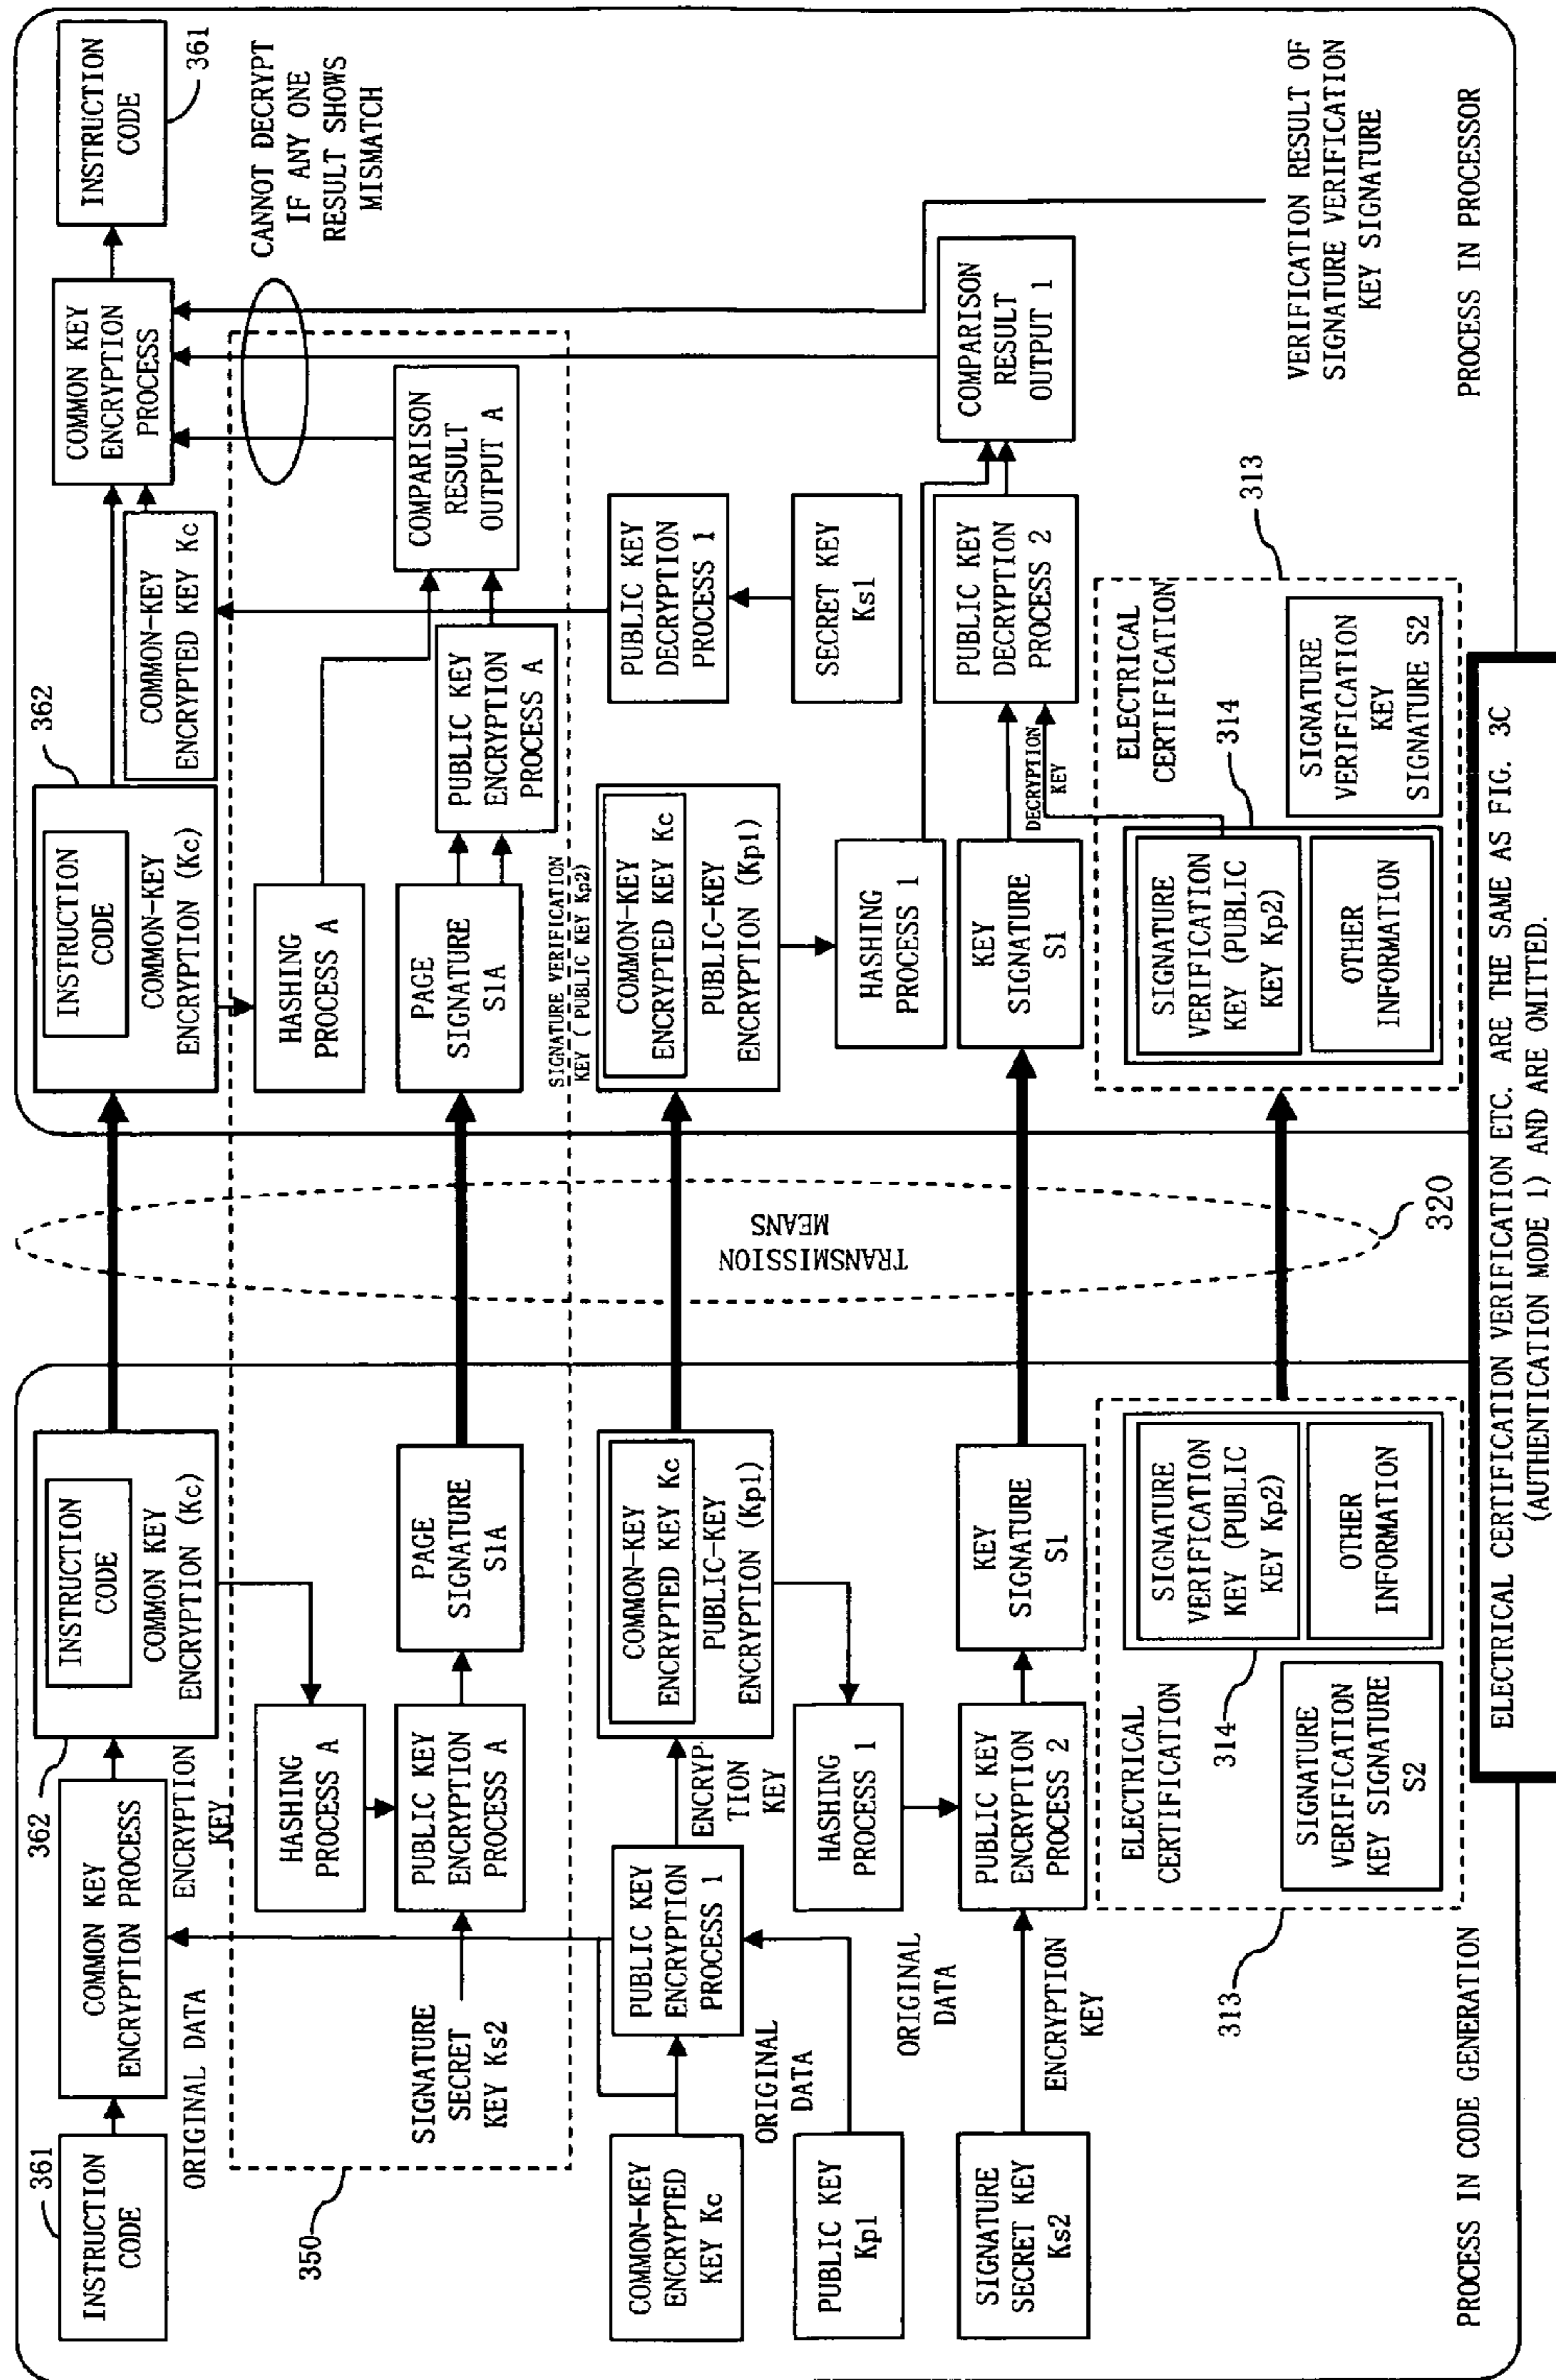 361
INSTRUCTION
CODE
ORIGINAL DATA
COMMON KEY
ENCRYPTION PROCESS
ENCRYPTION
KEY
362
INSTRUCTION
CODE
COMMON KEY
ENCRYPTION (Kc)
350
SIGNATURE
SECRET
KEY Ks2
HASHING
PROCESS A
PUBLIC KEY
ENCRYPTION
PROCESS A
PAGE
SIGNATURE
S1A
COMMON-KEY
ENCRYPTED
KEY Kc
ORIGINAL
DATA
PUBLIC KEY
Kp1
PUBLIC KEY
ENCRYPTION
PROCESS 1
ENCRYP-
TION
KEY
COMMON-KEY
ENCRYPTED KEY Kc
PUBLIC-KEY
ENCRYPTION (Kp1)
HASHING
PROCESS 1
ORIGINAL
DATA
SIGNATURE
SECRET KEY
Ks2
ENCRYPTION
KEY
PUBLIC KEY
ENCRYPTION
PROCESS 2
KEY
SIGNATURE
S1
313
ELECTRICAL
CERTIFICATION
314
SIGNATURE
VERIFICATION
KEY SIGNATURE
S2
SIGNATURE
VERIFICATION
KEY (PUBLIC
KEY Kp2)
OTHER
INFORMATION
PROCESS IN CODE GENERATION
TRANSMISSION
MEANS
320
362
INSTRUCTION
CODE
COMMON-KEY
ENCRYPTION (Kc)
COMMON-KEY
ENCRYPTED KEY Kc
COMMON KEY
ENCRYPTION
PROCESS
INSTRUCTION
CODE
361
CANNOT DECRYPT
IF ANY ONE
RESULT SHOWS
MISMATCH
HASHING
PROCESS A
PAGE
SIGNATURE
S1A
SIGNATURE VERIFICATION
KEY ( PUBLIC KEY Kp2)
PUBLIC KEY
ENCRYPTION
PROCESS A
COMPARISON
RESULT
OUTPUT A
COMMON-KEY
ENCRYPTED KEY Kc
PUBLIC-KEY
ENCRYPTION (Kp1)
PUBLIC KEY
DECRYPTION
PROCESS 1
SECRET KEY
Ks1
HASHING
PROCESS 1
KEY
SIGNATURE
S1
DECRYPTION
KEY
PUBLIC KEY
DECRYPTION
PROCESS 2
COMPARISON
RESULT
OUTPUT 1
SIGNATURE
VERIFICATION
KEY (PUBLIC
KEY Kp2)
OTHER
INFORMATION
314
ELECTRICAL
CERTIFICATION
SIGNATURE
VERIFICATION
KEY
SIGNATURE S2
313
VERIFICATION RESULT OF
SIGNATURE VERIFICATION
KEY SIGNATURE
PROCESS IN PROCESSOR
ELECTRICAL CERTIFICATION VERIFICATION ETC. ARE THE SAME AS FIG. 3C
(AUTHENTICATION MODE 1) AND ARE OMITTED.